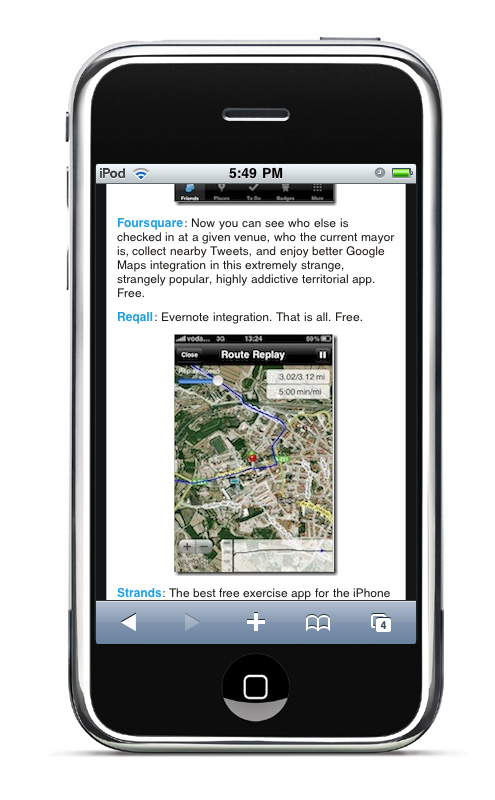 iPod 5:49 PM
Friends Places To Do Badges More
Foursquare: Now you can see who else is
checked in at a given venue, who the current mayor
is, collect nearby Tweets, and enjoy better Google
Maps integration in this extremely strange,
strangely popular, highly addictive territorial app.
Free.
Reqall: Evernote integration. That is all. Free.
voda... 3G 13:24 69%
Close Route Replay
3.02/3.12 mi
5:00 min/mi
Strands: The best free exercise app for the iPhone
4